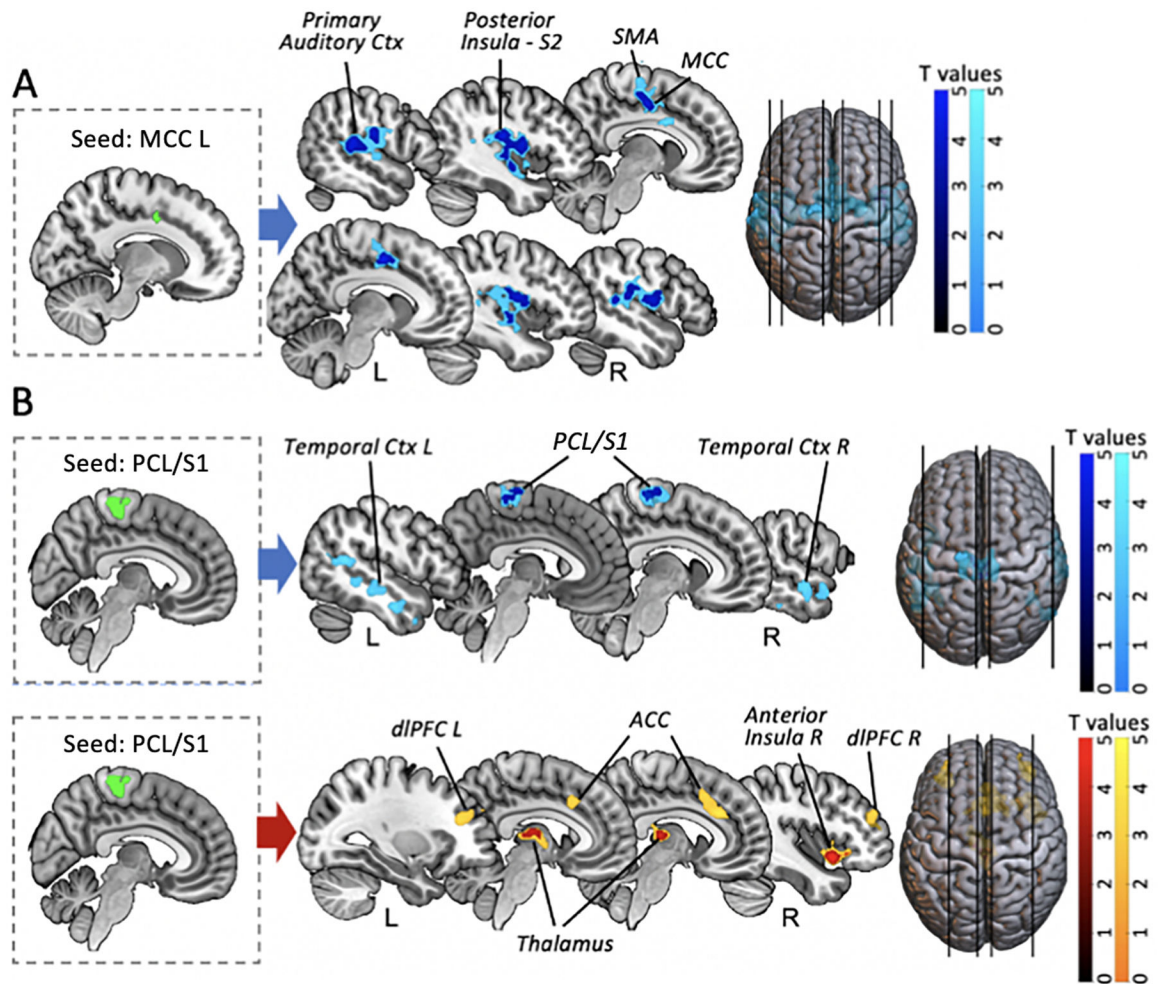 A
Primary
Auditory Ctx
Posterior
Insula - S2
SMA
MCC
T values
Seed: MCC L
5 5
4 4
3 3
2 2
1 1
0 0
L
R
B
Seed: PCL/S1
Temporal Ctx L
PCL/S1
Temporal Ctx R
T values
5 5
4 4
3 3
2 2
1 1
0 0
L
R
Seed: PCL/S1
dlPFC L
ACC
Anterior
Insula R
dlPFC R
T values
5 5
4 4
3 3
2 2
1 1
0 0
L
R
Thalamus